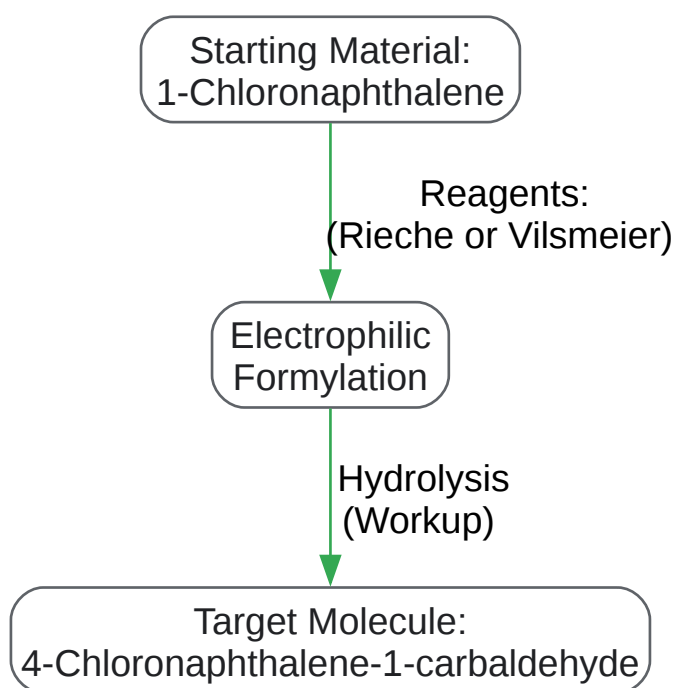 Starting Material:
1-Chloronaphthalene
Reagents:
(Rieche or Vilsmeier)
Electrophilic
Formylation
Hydrolysis
(Workup)
Target Molecule:
4-Chloronaphthalene-1-carbaldehyde